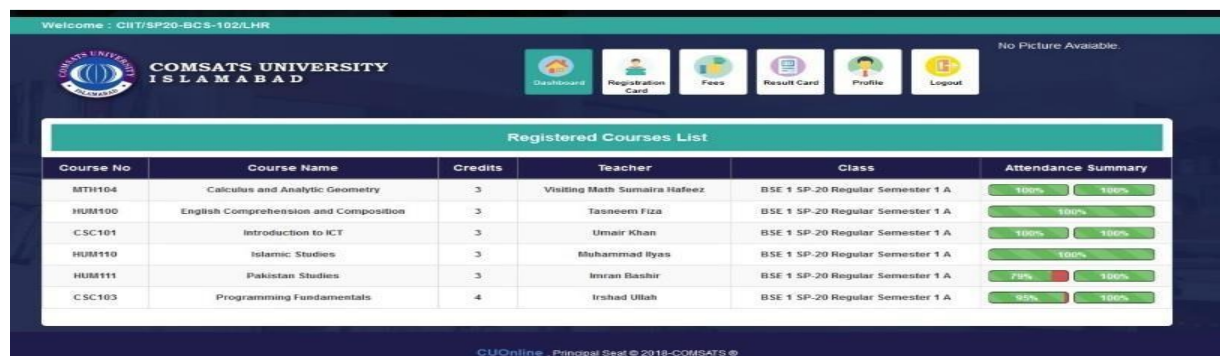 Welcome : CIIT/SP20-BCS-102/LHR
No Picture Avaiable.
COMSATS UNIVERSITY
ISLAMABAD
Dashboard Registration Card Fees Result Card Profile Logout
Registered Courses List
Course No Course Name Credits Teacher Class Attendance Summary
MTH104 Calculus and Analytic Geometry 3 Visiting Math Sumaira Hafeez BSE 1 SP-20 Regular Semester 1 A 100% 100%
HUM100 English Comprehension and Composition 3 Tasneem Fiza BSE 1 SP-20 Regular Semester 1 A 100%
CSC101 Introduction to ICT 3 Umair Khan BSE 1 SP-20 Regular Semester 1 A 100% 100%
HUM110 Islamic Studies 3 Muhammad Ilyas BSE 1 SP-20 Regular Semester 1 A 100%
HUM111 Pakistan Studies 3 Imran Bashir BSE 1 SP-20 Regular Semester 1 A 79% 100%
CSC103 Programming Fundamentals 4 Irshad Ullah BSE 1 SP-20 Regular Semester 1 A 95% 100%
CUOnline . Principal Seat © 2018-COMSATS ®